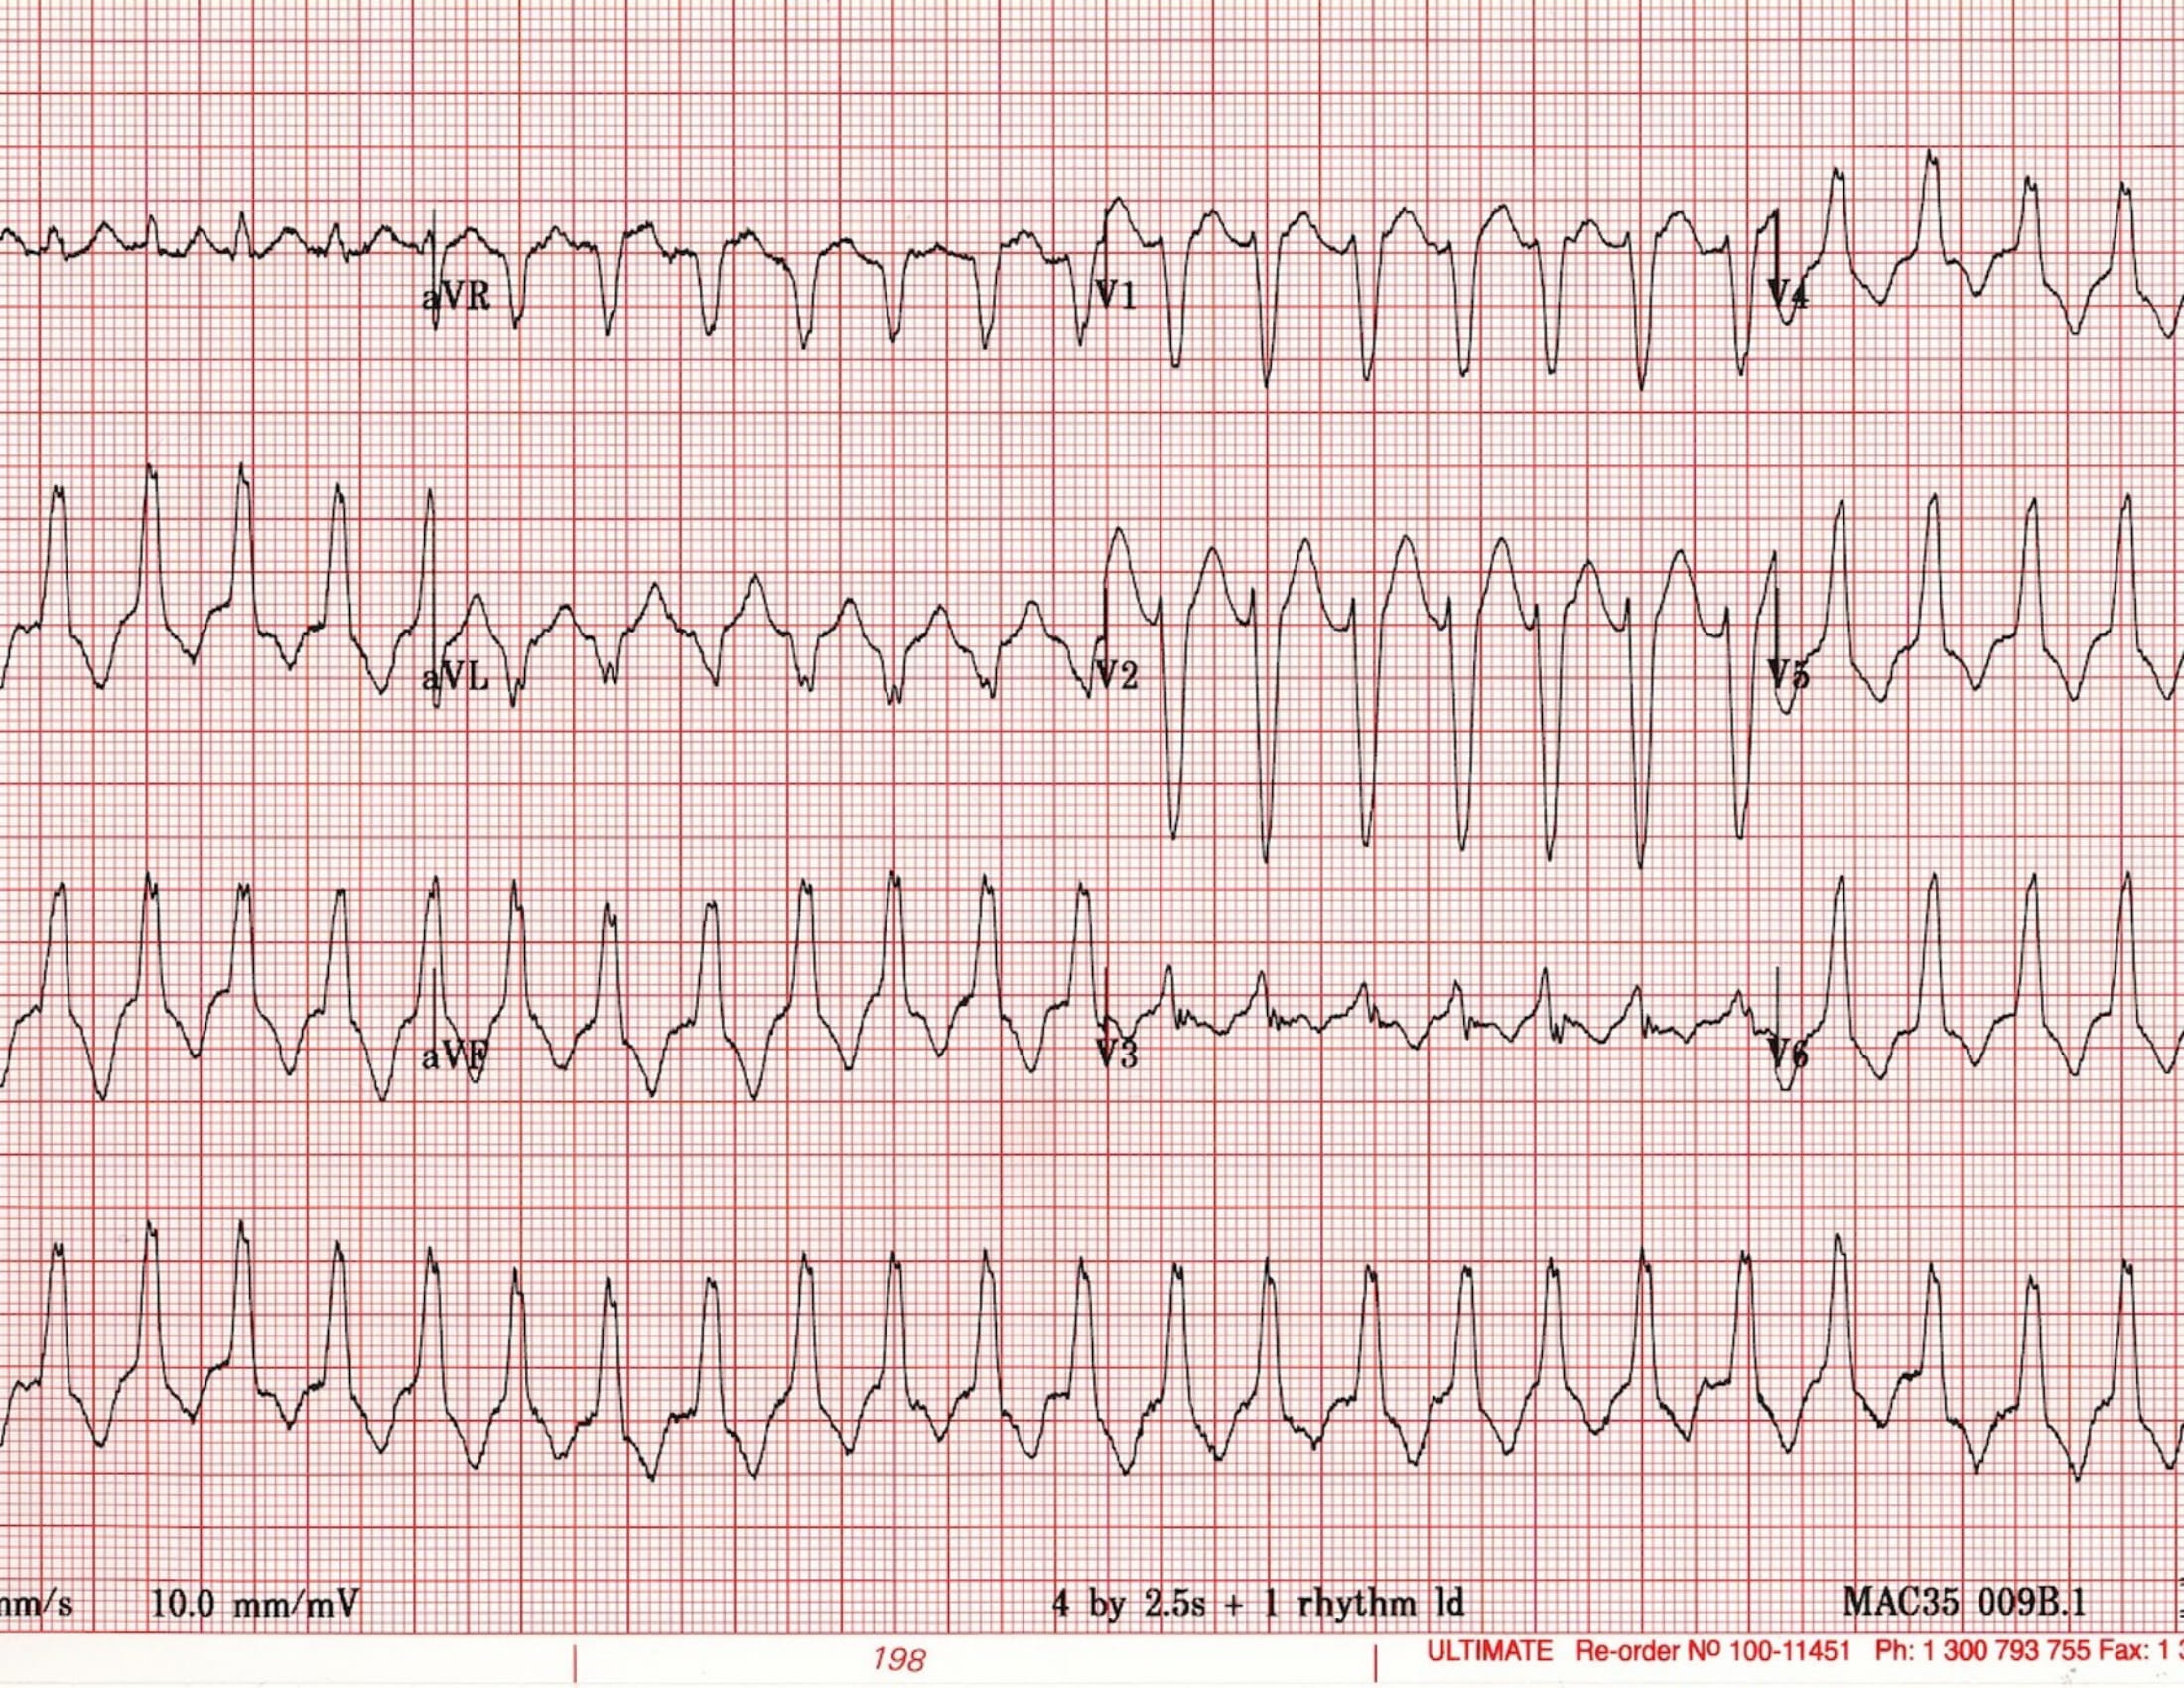 aVR V1 V4
aVL V2 V5
aVF V3 V6
mm/s 10.0 mm/mV 4 by 2.5s + 1 rhythm ld MAC35 009B.1
198 ULTIMATE Re-order Nº 100-11451 Ph: 1 300 793 755 Fax: 1